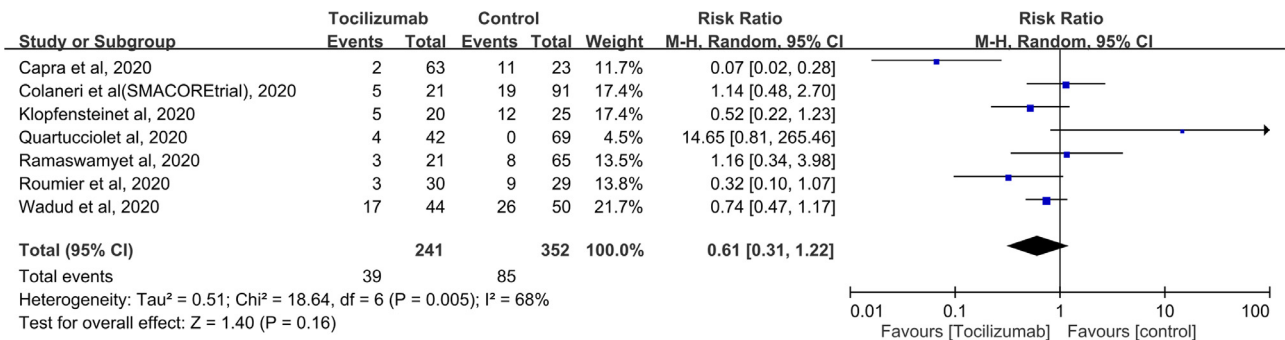 Tocilizumab Control Risk Ratio Risk Ratio
Study or Subgroup Events Total Events Total Weight M-H, Random, 95% CI M-H, Random, 95% CI
Capra et al, 2020 2 63 11 23 11.7% 0.07 [0.02, 0.28]
Colaneri et al(SMACOREtrial), 2020 5 21 19 91 17.4% 1.14 [0.48, 2.70]
Klopfensteinet al, 2020 5 20 12 25 17.4% 0.52 [0.22, 1.23]
Quartucciolet al, 2020 4 42 0 69 4.5% 14.65 [0.81, 265.46]
Ramaswamyet al, 2020 3 21 8 65 13.5% 1.16 [0.34, 3.98]
Roumier et al, 2020 3 30 9 29 13.8% 0.32 [0.10, 1.07]
Wadud et al, 2020 17 44 26 50 21.7% 0.74 [0.47, 1.17]
Total (95% CI) 241 352 100.0% 0.61 [0.31, 1.22]
Total events 39 85
Heterogeneity: Tau² = 0.51; Chi² = 18.64, df = 6 (P = 0.005); I² = 68%
Test for overall effect: Z = 1.40 (P = 0.16)
0.01 0.1 1 10 100
Favours [Tocilizumab] Favours [control]